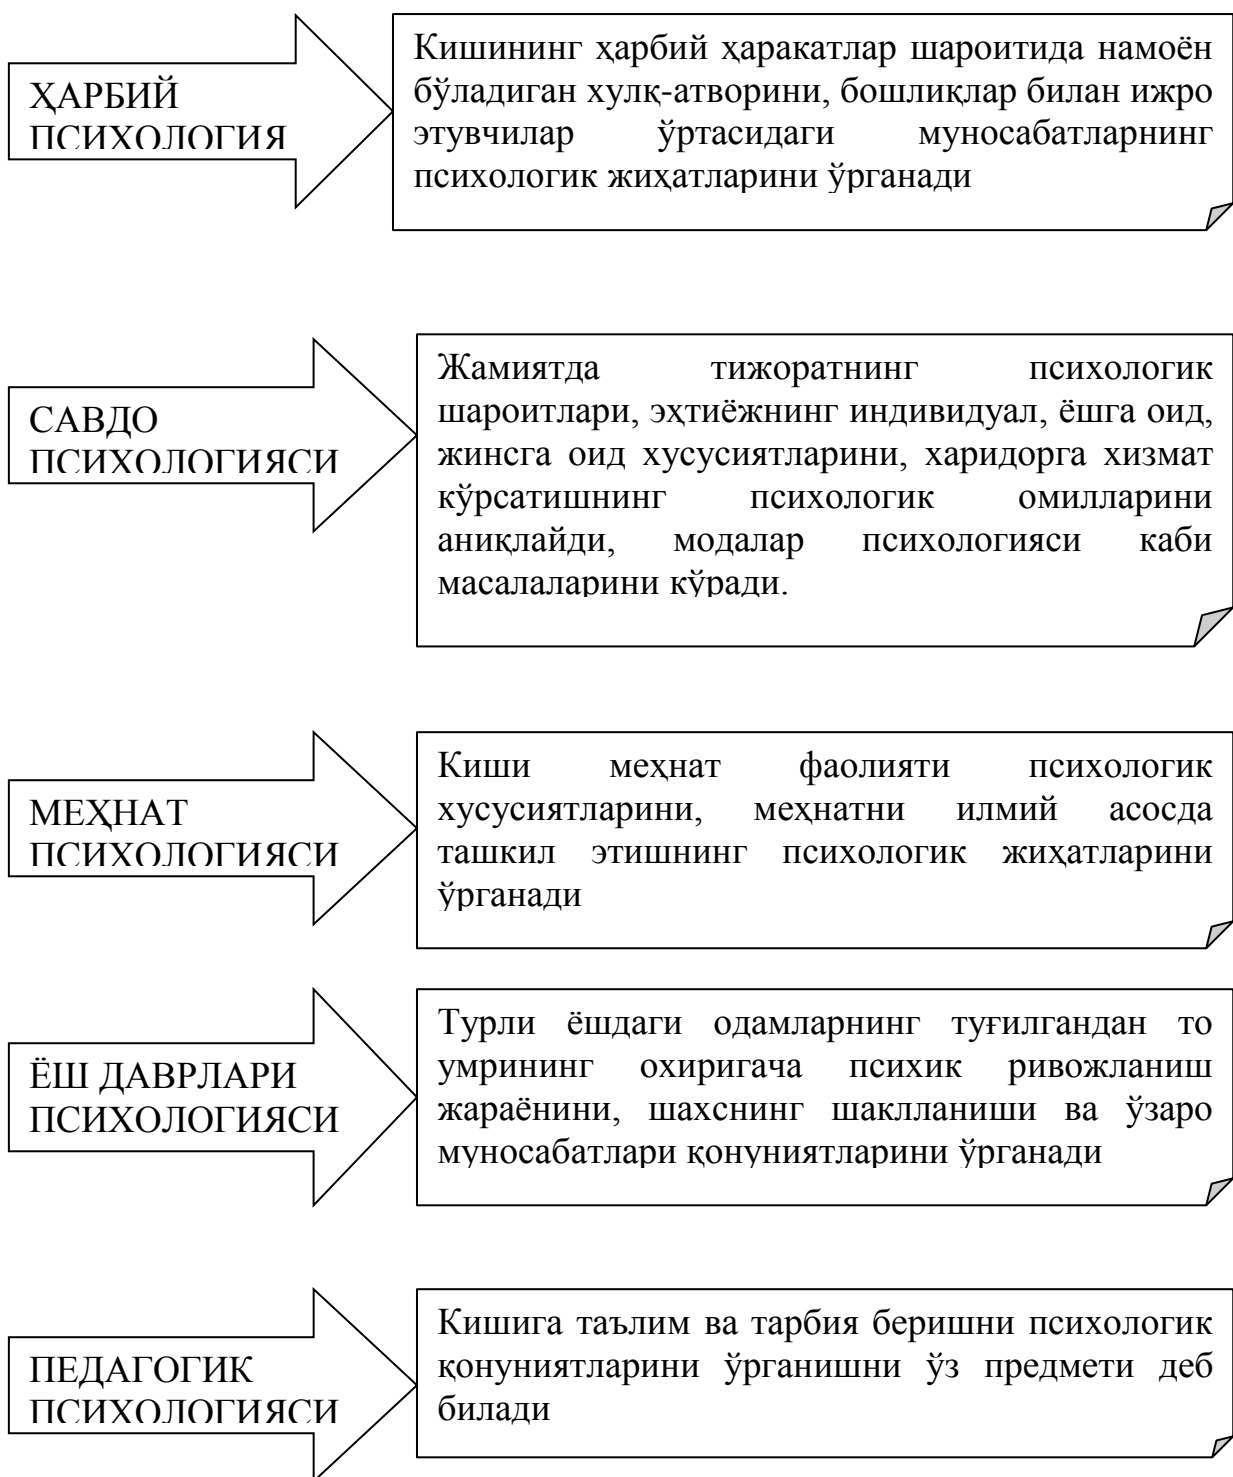 ҲАРБИЙ
ПСИХОЛОГИЯ
Кишининг ҳарбий ҳаракатлар шароитида намоён
бўладиган хулқ-атворини, бошлиқлар билан ижро
этувчилар ўртасидаги муносабатларнинг
психологик жиҳатларини ўрганади
САВДО
ПСИХОЛОГИЯСИ
Жамиятда тижоратнинг психологик
шароитлари, эҳтиёжнинг индивидуал, ёшга оид,
жинсга оид хусусиятларини, харидорга хизмат
кўрсатишнинг психологик омилларини
аниқлайди, модалар психологияси каби
масалаларини кўради.
МЕҲНАТ
ПСИХОЛОГИЯСИ
Киши меҳнат фаолияти психологик
хусусиятларини, меҳнатни илмий асосда
ташкил этишнинг психологик жиҳатларини
ўрганади
ЁШ ДАВРЛАРИ
ПСИХОЛОГИЯСИ
Турли ёшдаги одамларнинг туғилгандан то
умрининг охиригача психик ривожланиш
жараёнини, шахснинг шаклланиши ва ўзаро
муносабатлари қонуниятларини ўрганади
ПЕДАГОГИК
ПСИХОЛОГИЯСИ
Кишига таълим ва тарбия беришни психологик
қонуниятларини ўрганишни ўз предмети деб
билади